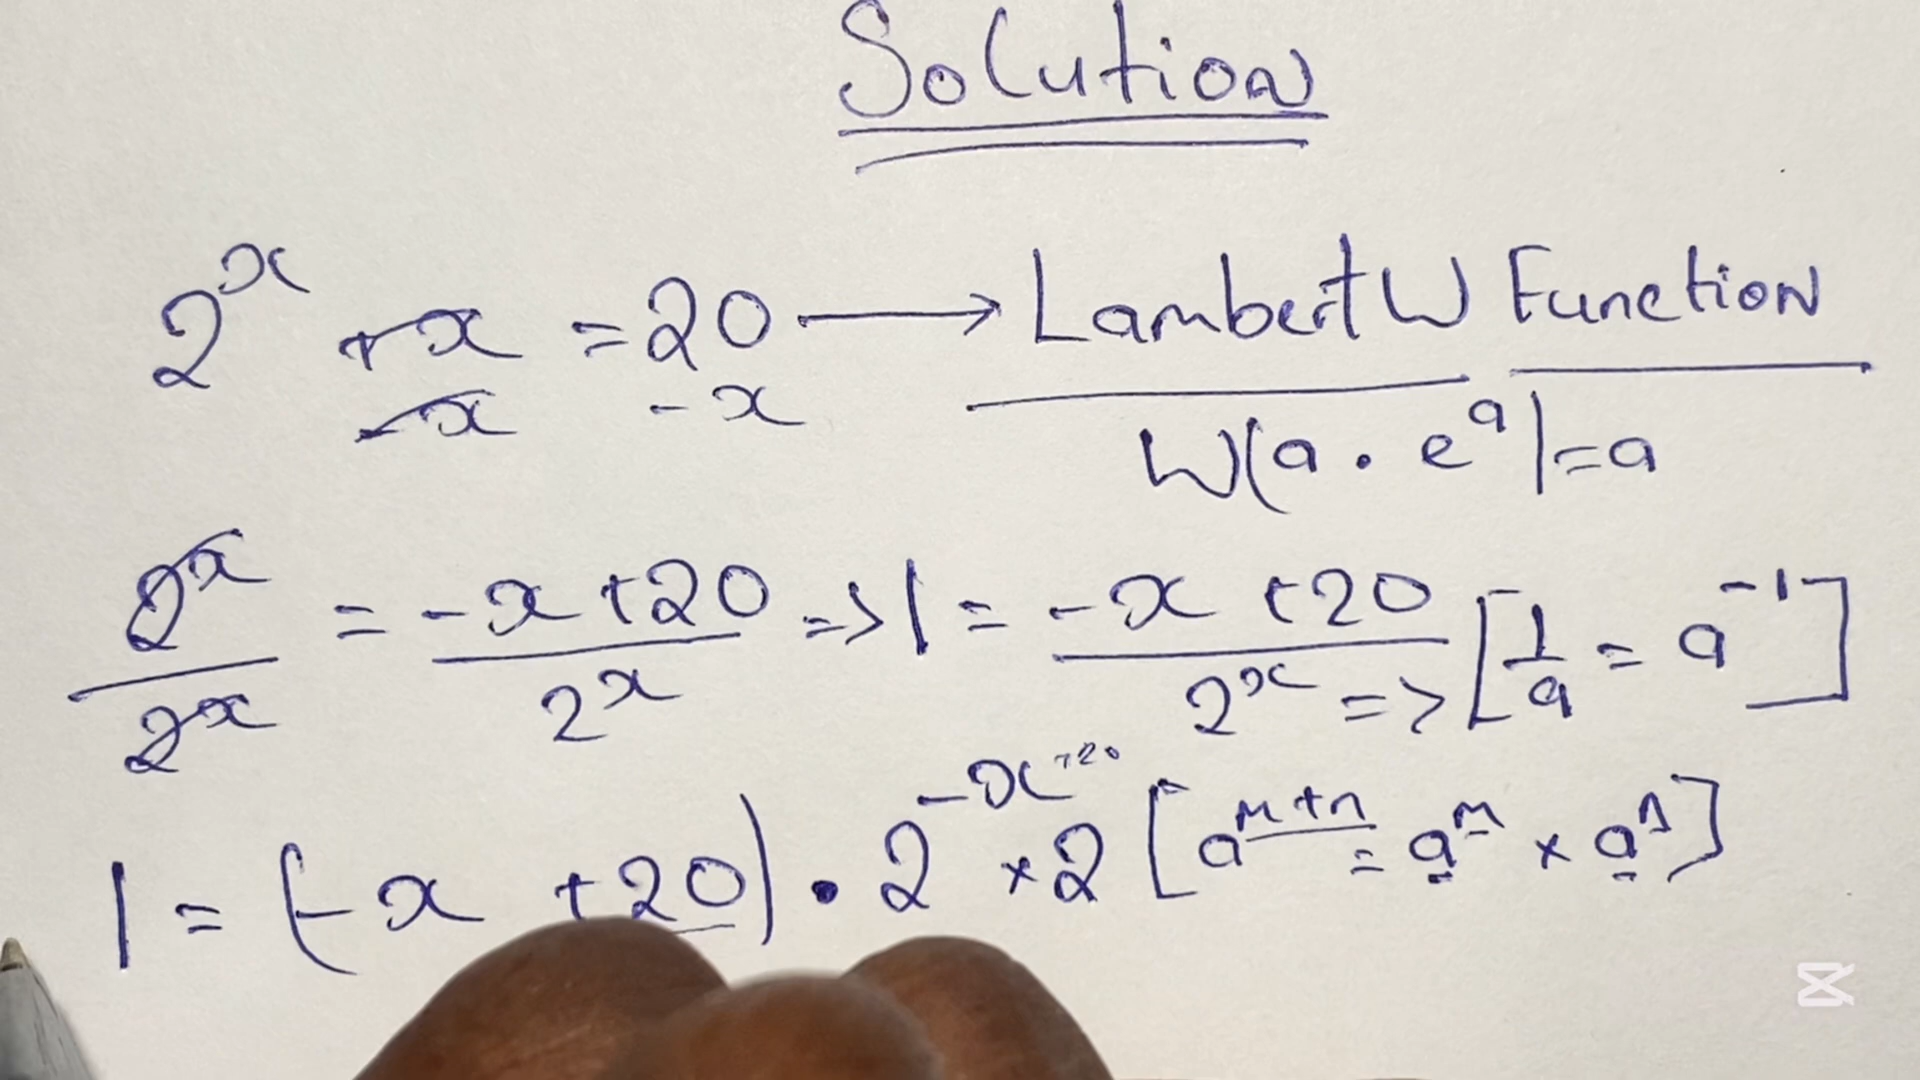 Solution
2^x + x = 20 → Lambert W Function
-x -x W(a · e^a) = a
2^x/2^x = (-x + 20)/2^x => 1 = (-x + 20)/2^x => [1/a = a^-1]
1 = (-x + 20) · 2^-x+20 × 2 [a^m+n = a^m × a^n]